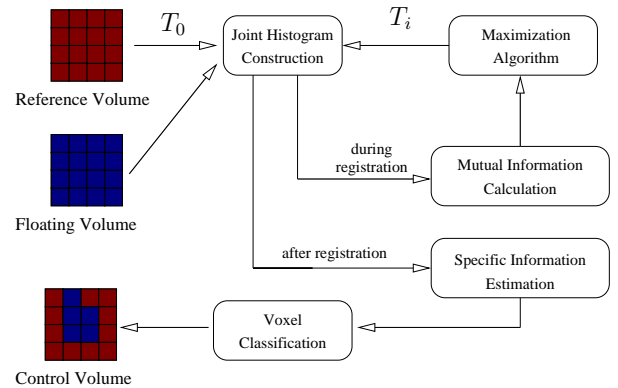 T0
Joint Histogram
Construction
Ti
Maximization
Algorithm
Reference Volume
during
registration
Mutual Information
Calculation
Floating Volume
after registration
Specific Information
Estimation
Voxel
Classification
Control Volume